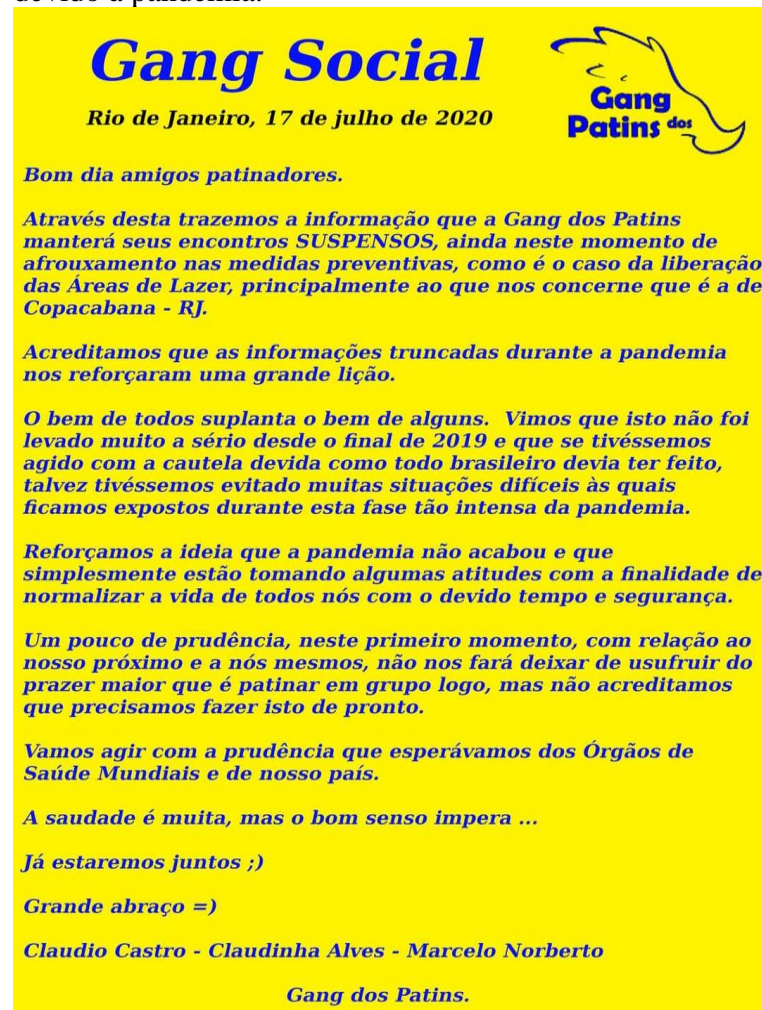 devido à pandemia.
Gang Social
Gang
Patins dos
Rio de Janeiro, 17 de julho de 2020
Bom dia amigos patinadores.
Através desta trazemos a informação que a Gang dos Patins
manterá seus encontros SUSPENSOS, ainda neste momento de
afrouxamento nas medidas preventivas, como é o caso da liberação
das Áreas de Lazer, principalmente ao que nos concerne que é a de
Copacabana - RJ.
Acreditamos que as informações truncadas durante a pandemia
nos reforçaram uma grande lição.
O bem de todos suplanta o bem de alguns.  Vimos que isto não foi
levado muito a sério desde o final de 2019 e que se tivéssemos
agido com a cautela devida como todo brasileiro devia ter feito,
talvez tivéssemos evitado muitas situações difíceis às quais
ficamos expostos durante esta fase tão intensa da pandemia.
Reforçamos a ideia que a pandemia não acabou e que
simplesmente estão tomando algumas atitudes com a finalidade de
normalizar a vida de todos nós com o devido tempo e segurança.
Um pouco de prudência, neste primeiro momento, com relação ao
nosso próximo e a nós mesmos, não nos fará deixar de usufruir do
prazer maior que é patinar em grupo logo, mas não acreditamos
que precisamos fazer isto de pronto.
Vamos agir com a prudência que esperávamos dos Órgãos de
Saúde Mundiais e de nosso país.
A saudade é muita, mas o bom senso impera ...
Já estaremos juntos ;)
Grande abraço =)
Claudio Castro - Claudinha Alves - Marcelo Norberto
Gang dos Patins.